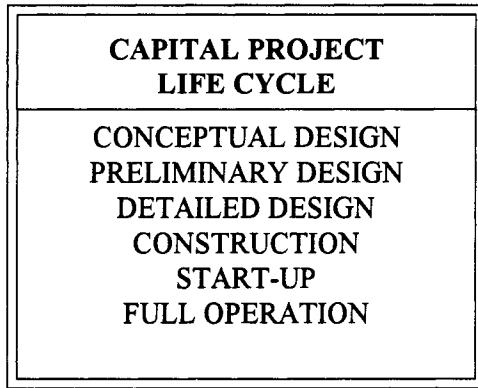 CAPITAL PROJECT
LIFE CYCLE
CONCEPTUAL DESIGN
PRELIMINARY DESIGN
DETAILED DESIGN
CONSTRUCTION
START-UP
FULL OPERATION